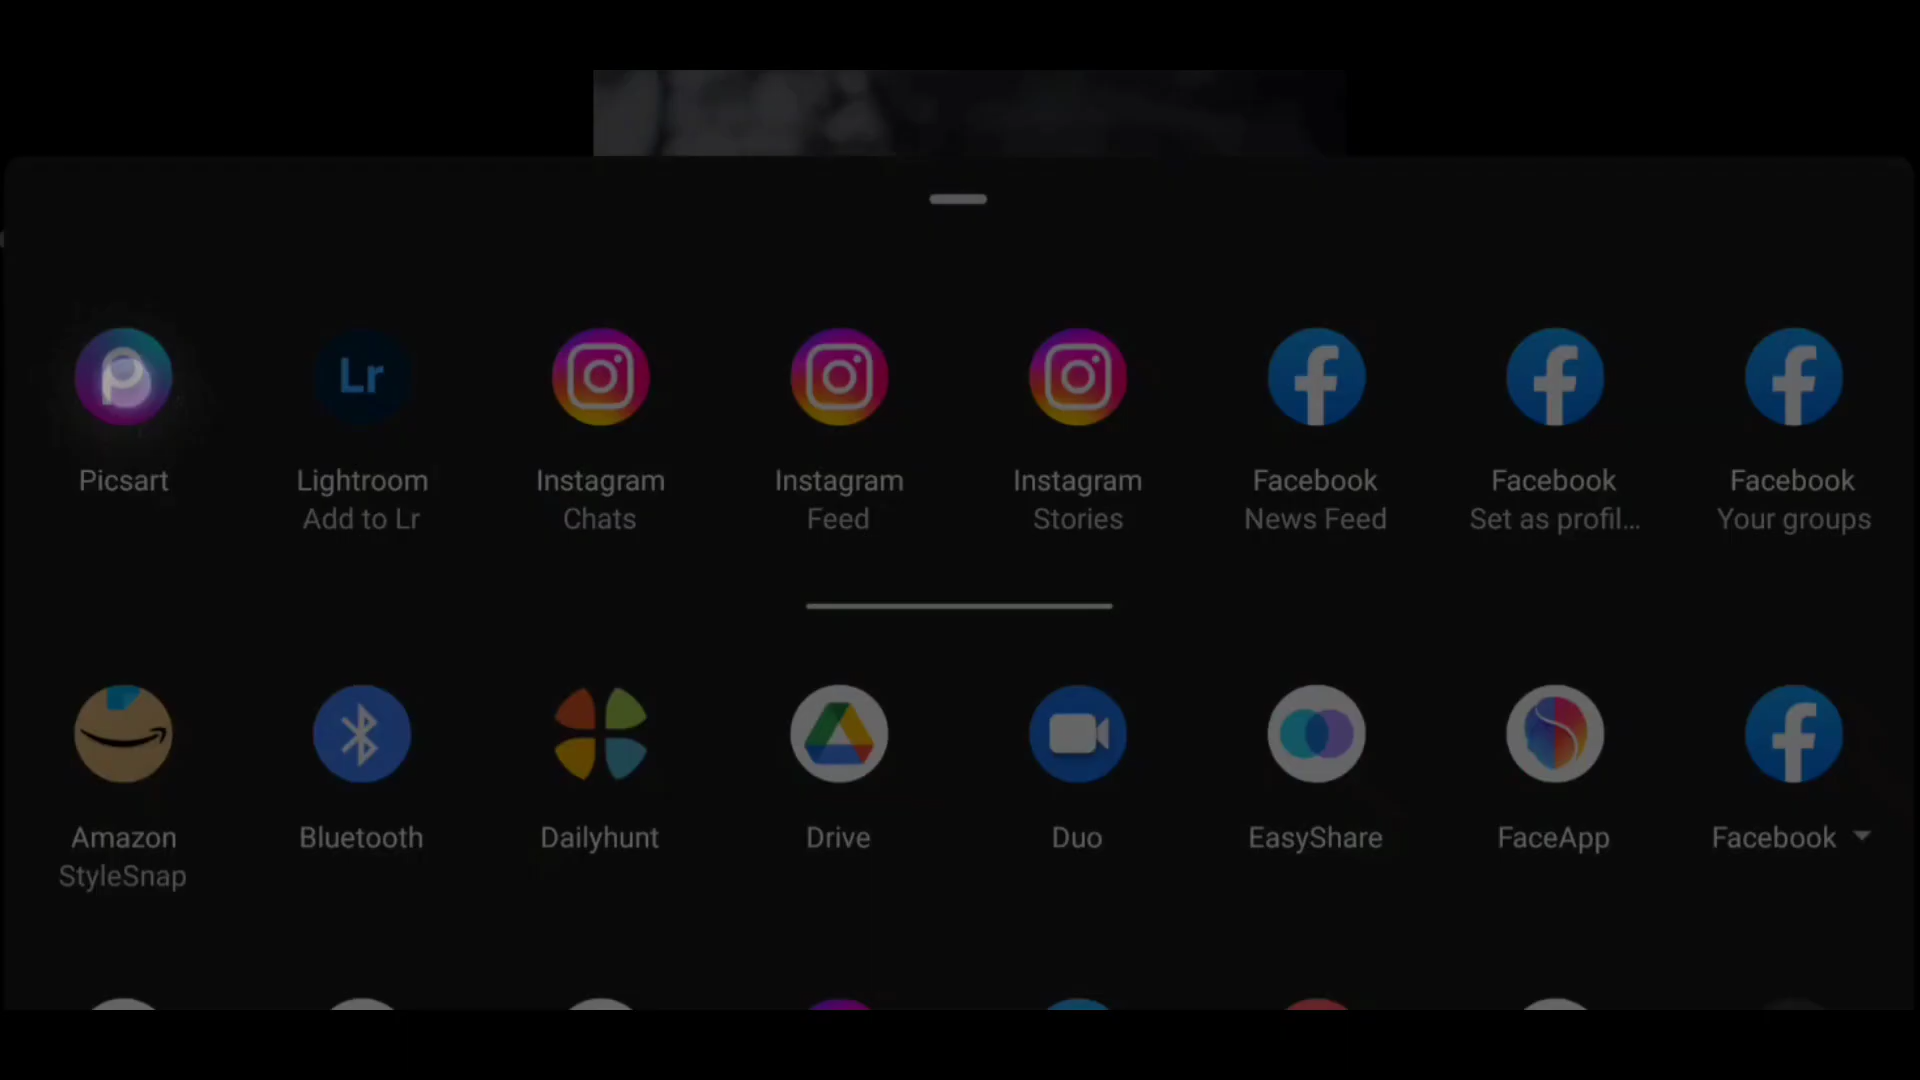 Lr
Picsart
Lightroom
Add to Lr
Instagram
Chats
Instagram
Feed
Instagram
Stories
Facebook
News Feed
Facebook
Set as profil...
Facebook
Your groups
Amazon
StyleSnap
Bluetooth
Dailyhunt
Drive
Duo
EasyShare
FaceApp
Facebook